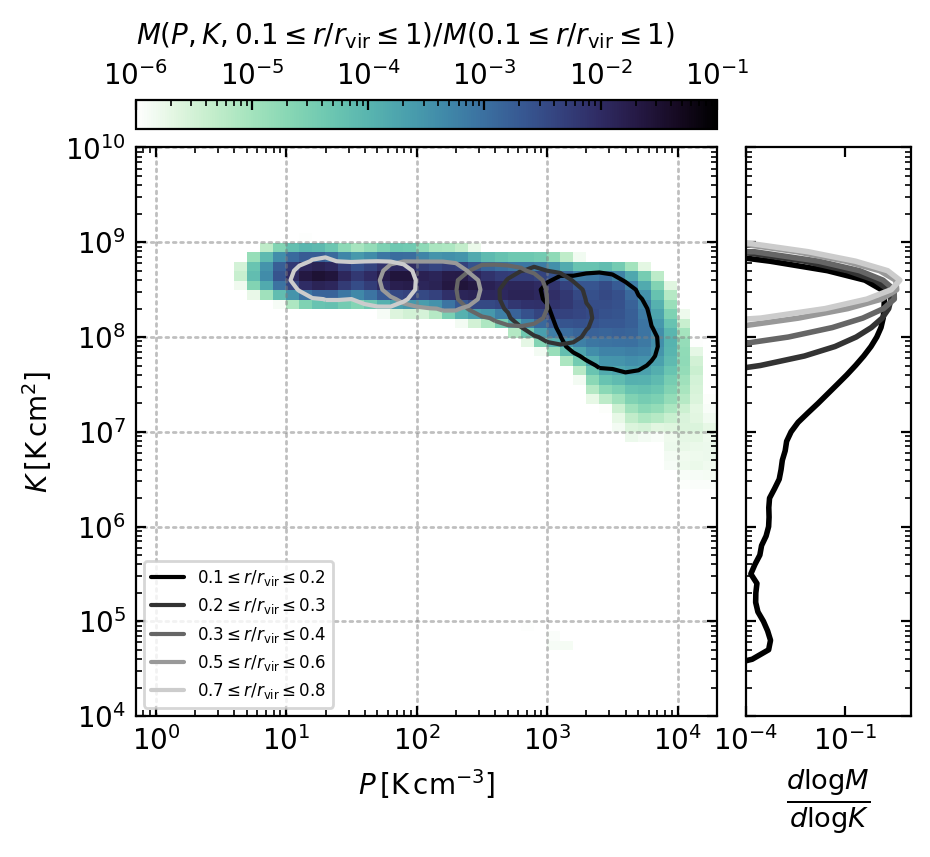 M(P, K, 0.1 ≤ r/r_vir ≤ 1)/M(0.1 ≤ r/r_vir ≤ 1)
10^−6 10^−5 10^−4 10^−3 10^−2 10^−1
10^10
10^9
10^8
10^7
10^6
10^5
10^4
K [K cm^2]
0.1 ≤ r/r_vir ≤ 0.2
0.2 ≤ r/r_vir ≤ 0.3
0.3 ≤ r/r_vir ≤ 0.4
0.5 ≤ r/r_vir ≤ 0.6
0.7 ≤ r/r_vir ≤ 0.8
10^0 10^1 10^2 10^3 10^4 10^−4 10^−1
P [K cm^−3]
dlogM
dlogK